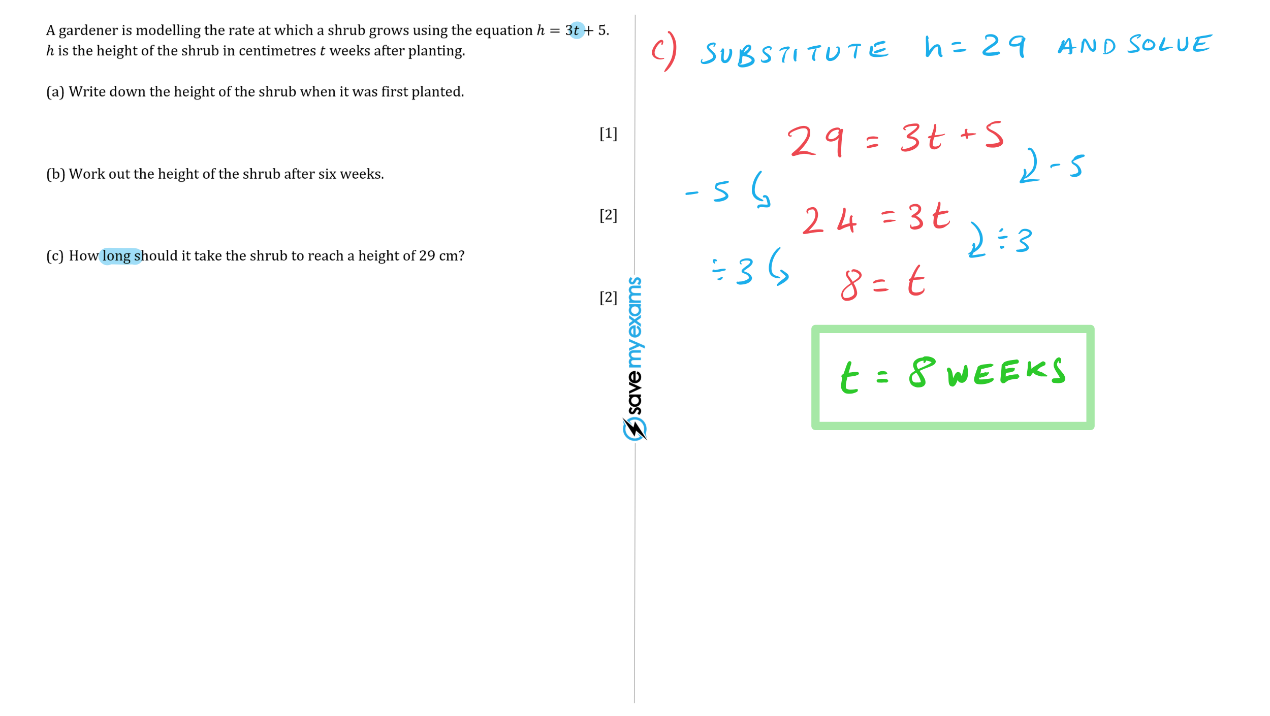 A gardener is modelling the rate at which a shrub grows using the equation h = 3t + 5.
h is the height of the shrub in centimetres t weeks after planting.
(a) Write down the height of the shrub when it was first planted.
[1]
(b) Work out the height of the shrub after six weeks.
[2]
(c) How long should it take the shrub to reach a height of 29 cm?
[2]
save my exams
c) SUBSTITUTE h = 29 AND SOLUE
29 = 3t + 5
- 5 - 5
24 = 3t
÷ 3 ÷ 3
8 = t
t = 8 WEEKS